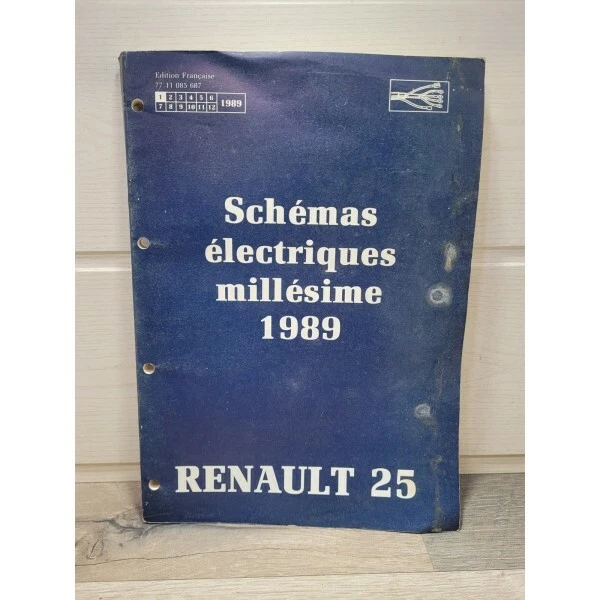 Edition Française
77 11 085 687
1 2 3 4 5 6
7 8 9 10 11 12
1989
Schémas
électriques
millésime
1989
RENAULT 25